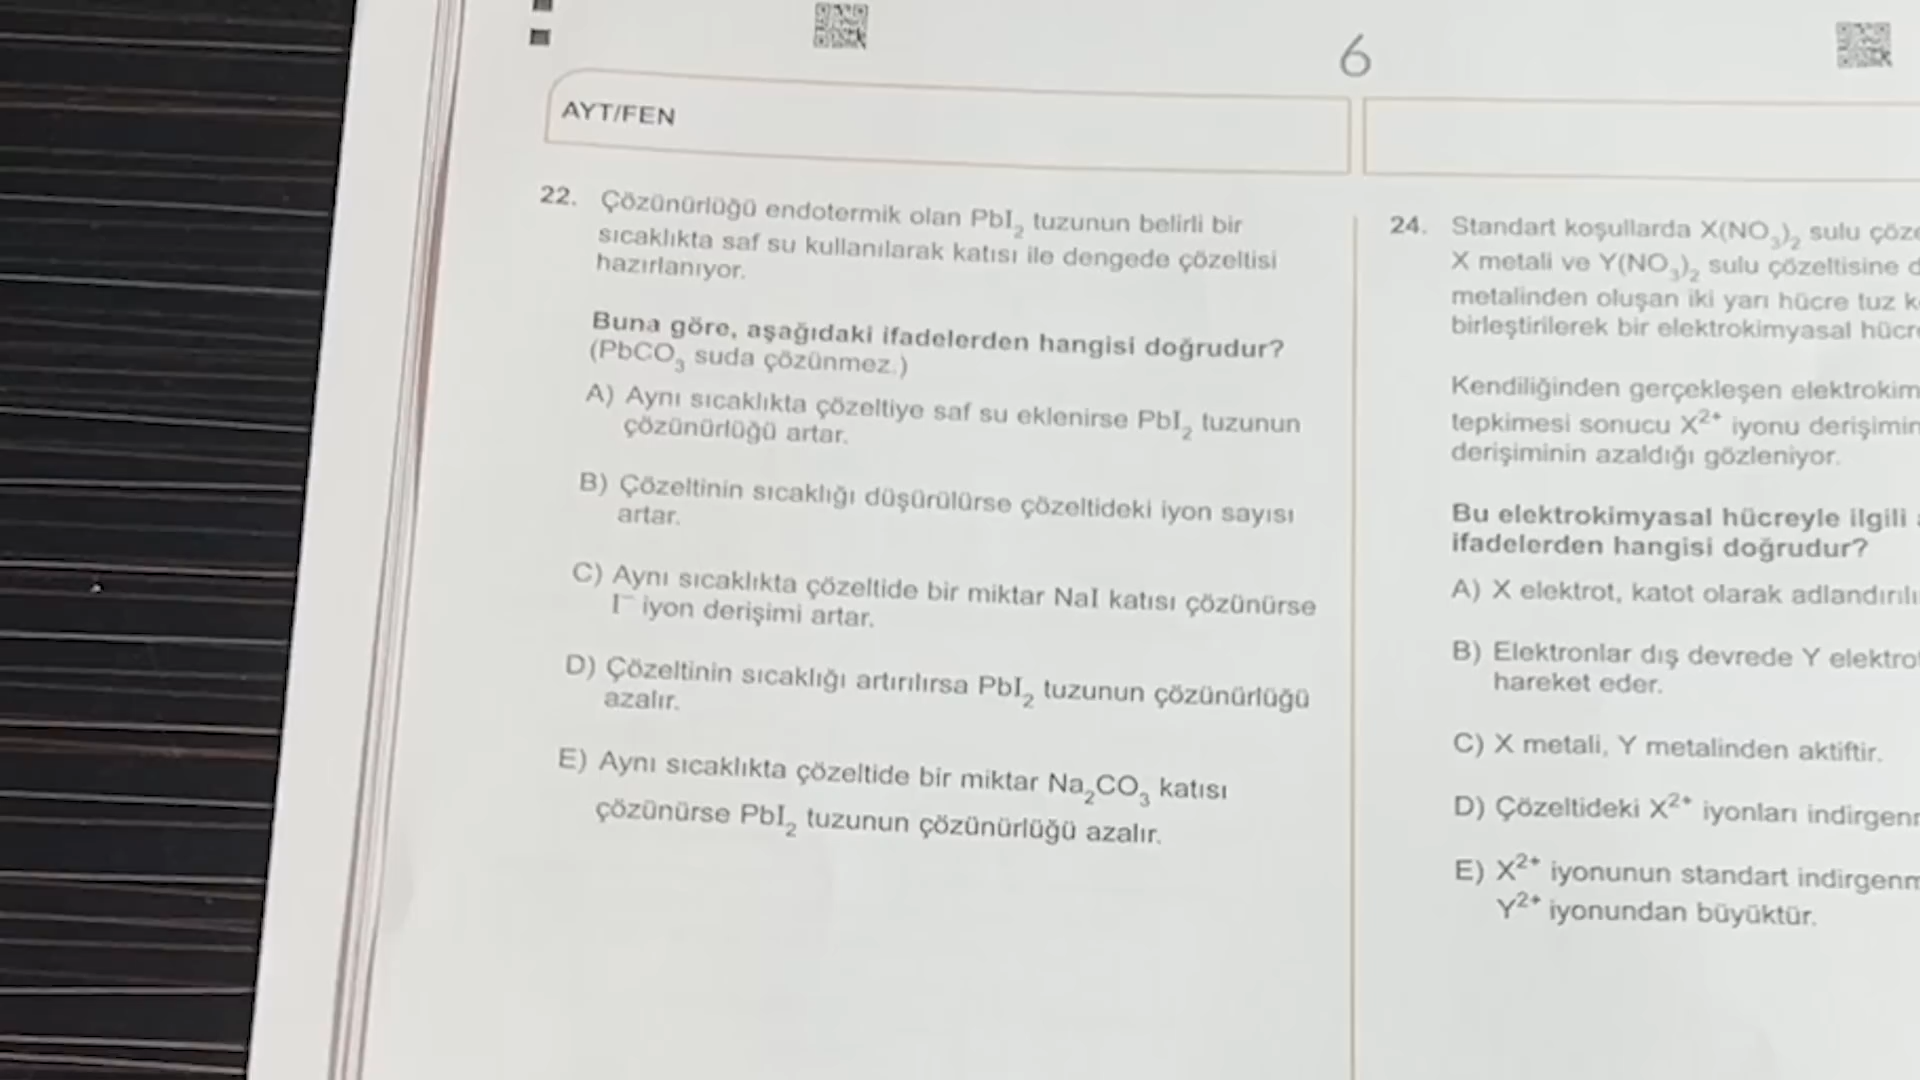 6
AYT/FEN
22. Çözünürlüğü endotermik olan PbI₂ tuzunun belirli bir
sıcaklıkta saf su kullanılarak katısı ile dengede çözeltisi
hazırlanıyor.
Buna göre, aşağıdaki ifadelerden hangisi doğrudur?
(PbCO₃ suda çözünmez.)
A) Aynı sıcaklıkta çözeltiye saf su eklenirse PbI₂ tuzunun
çözünürlüğü artar.
B) Çözeltinin sıcaklığı düşürülürse çözeltideki iyon sayısı
artar.
C) Aynı sıcaklıkta çözeltide bir miktar NaI katısı çözünürse
I⁻ iyon derişimi artar.
D) Çözeltinin sıcaklığı artırılırsa PbI₂ tuzunun çözünürlüğü
azalır.
E) Aynı sıcaklıkta çözeltide bir miktar Na₂CO₃ katısı
çözünürse PbI₂ tuzunun çözünürlüğü azalır.
24. Standart koşullarda X(NO₃)₂ sulu
X metali ve Y(NO₃)₂ sulu çözeltisine
metalinden oluşan iki yarı hücre tuz
birleştirilerek bir elektrokimyasal
Kendiliğinden gerçekleşen
tepkimesi sonucu X²⁺ iyonu
derişiminin azaldığı gözleniyor.
Bu elektrokimyasal hücreyle ilgili
ifadelerden hangisi doğrudur?
A) X elektrot, katot olarak
B) Elektronlar dış devrede Y
hareket eder.
C) X metali, Y metalinden aktiftir.
D) Çözeltideki X²⁺ iyonları
E) X²⁺ iyonunun standart
Y²⁺ iyonundan büyüktür.